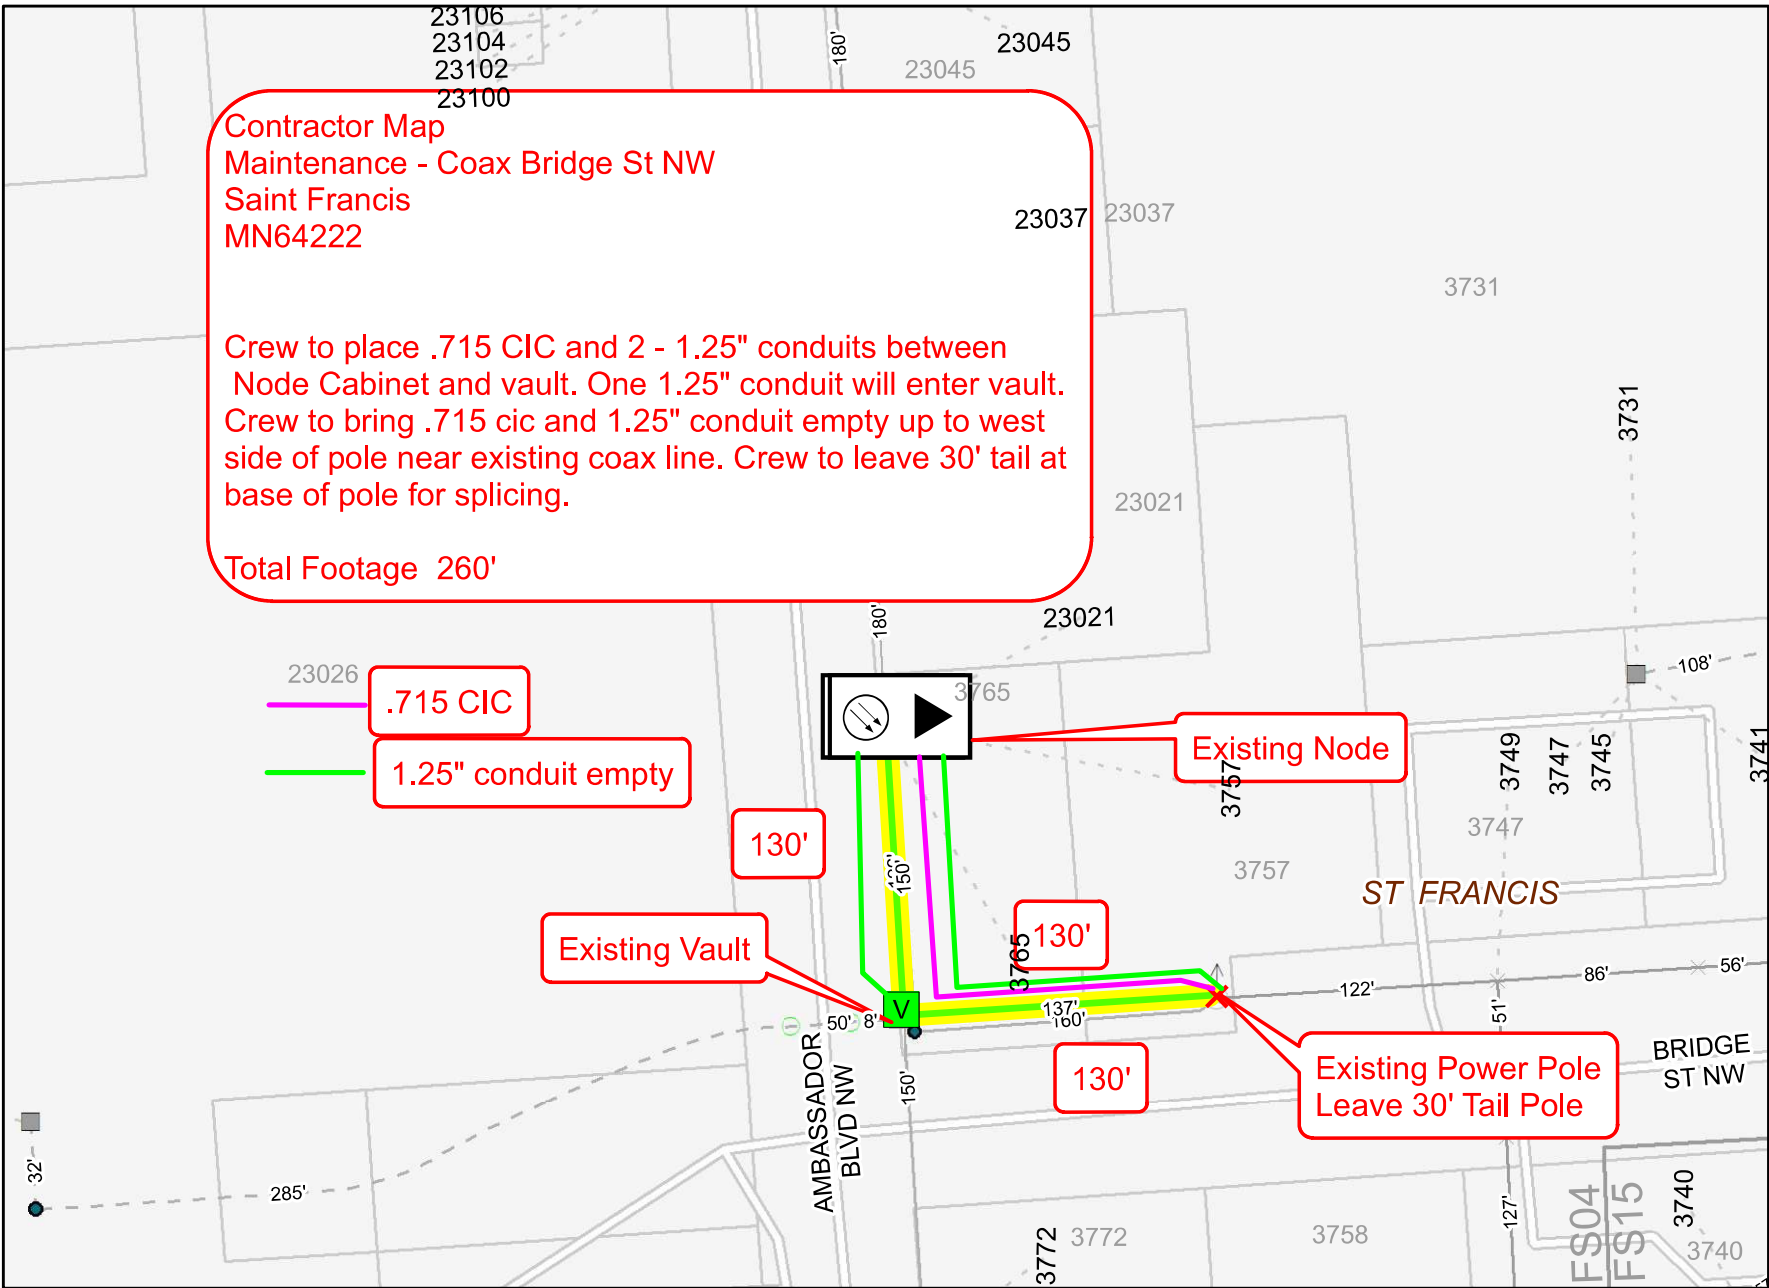 23106
23104
23102
23100
180'
23045
23045
Contractor Map
Maintenance - Coax Bridge St NW
Saint Francis
MN64222
23037
23037
3731
Crew to place .715 CIC and 2 - 1.25" conduits between
Node Cabinet and vault. One 1.25" conduit will enter vault.
Crew to bring .715 cic and 1.25" conduit empty up to west
side of pole near existing coax line. Crew to leave 30' tail at
base of pole for splicing.
Total Footage 260'
3731
23021
23021
180'
23026
.715 CIC
1.25" conduit empty
3765
Existing Node
108'
3757
3749
3747
3745
3741
130'
150'
3747
3757
ST FRANCIS
Existing Vault
130'
3765
V
50'
8'
137'
160'
122'
86'
56'
51'
AMBASSADOR
BLVD NW
150'
130'
Existing Power Pole
Leave 30' Tail Pole
BRIDGE
ST NW
32'
285'
127'
3772
3772
3758
FS04
FS15
3740
3740